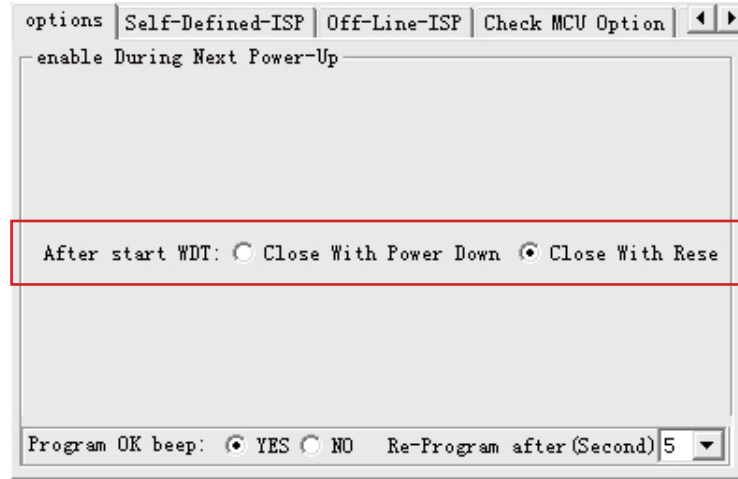 options Self-Defined-ISP Off-Line-ISP Check MCU Option
enable During Next Power-Up
After start WDT: Close With Power Down Close With Rese
Program OK beep: YES NO Re-Program after(Second) 5